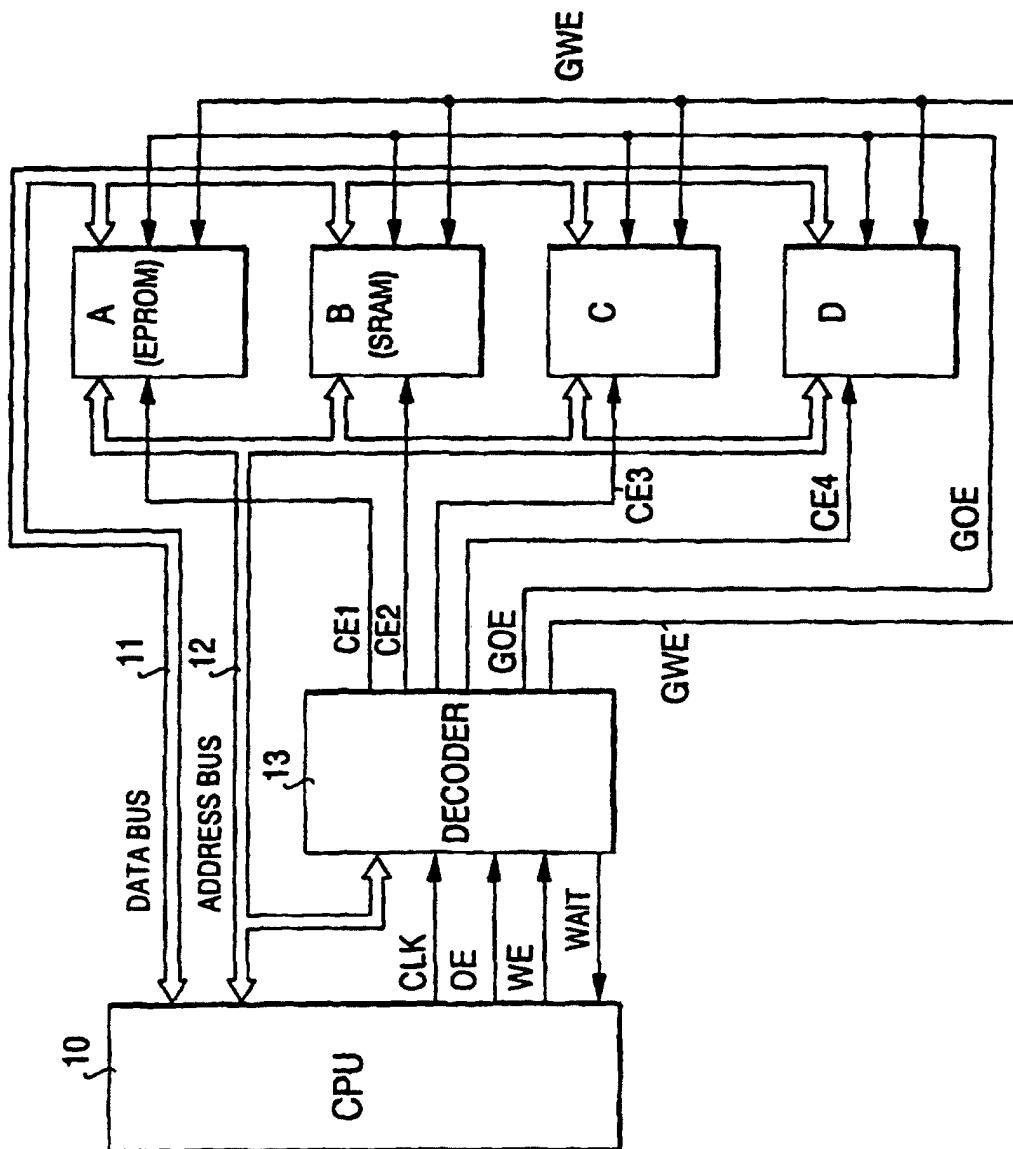 10
CPU
DATA BUS
11
ADDRESS BUS
12
CLK
OE
WE
WAIT
13
DECODER
CE1
CE2
GOE
GWE
CE3
CE4
GOE
A
(EPROM)
B
(SRAM)
C
D
GWE